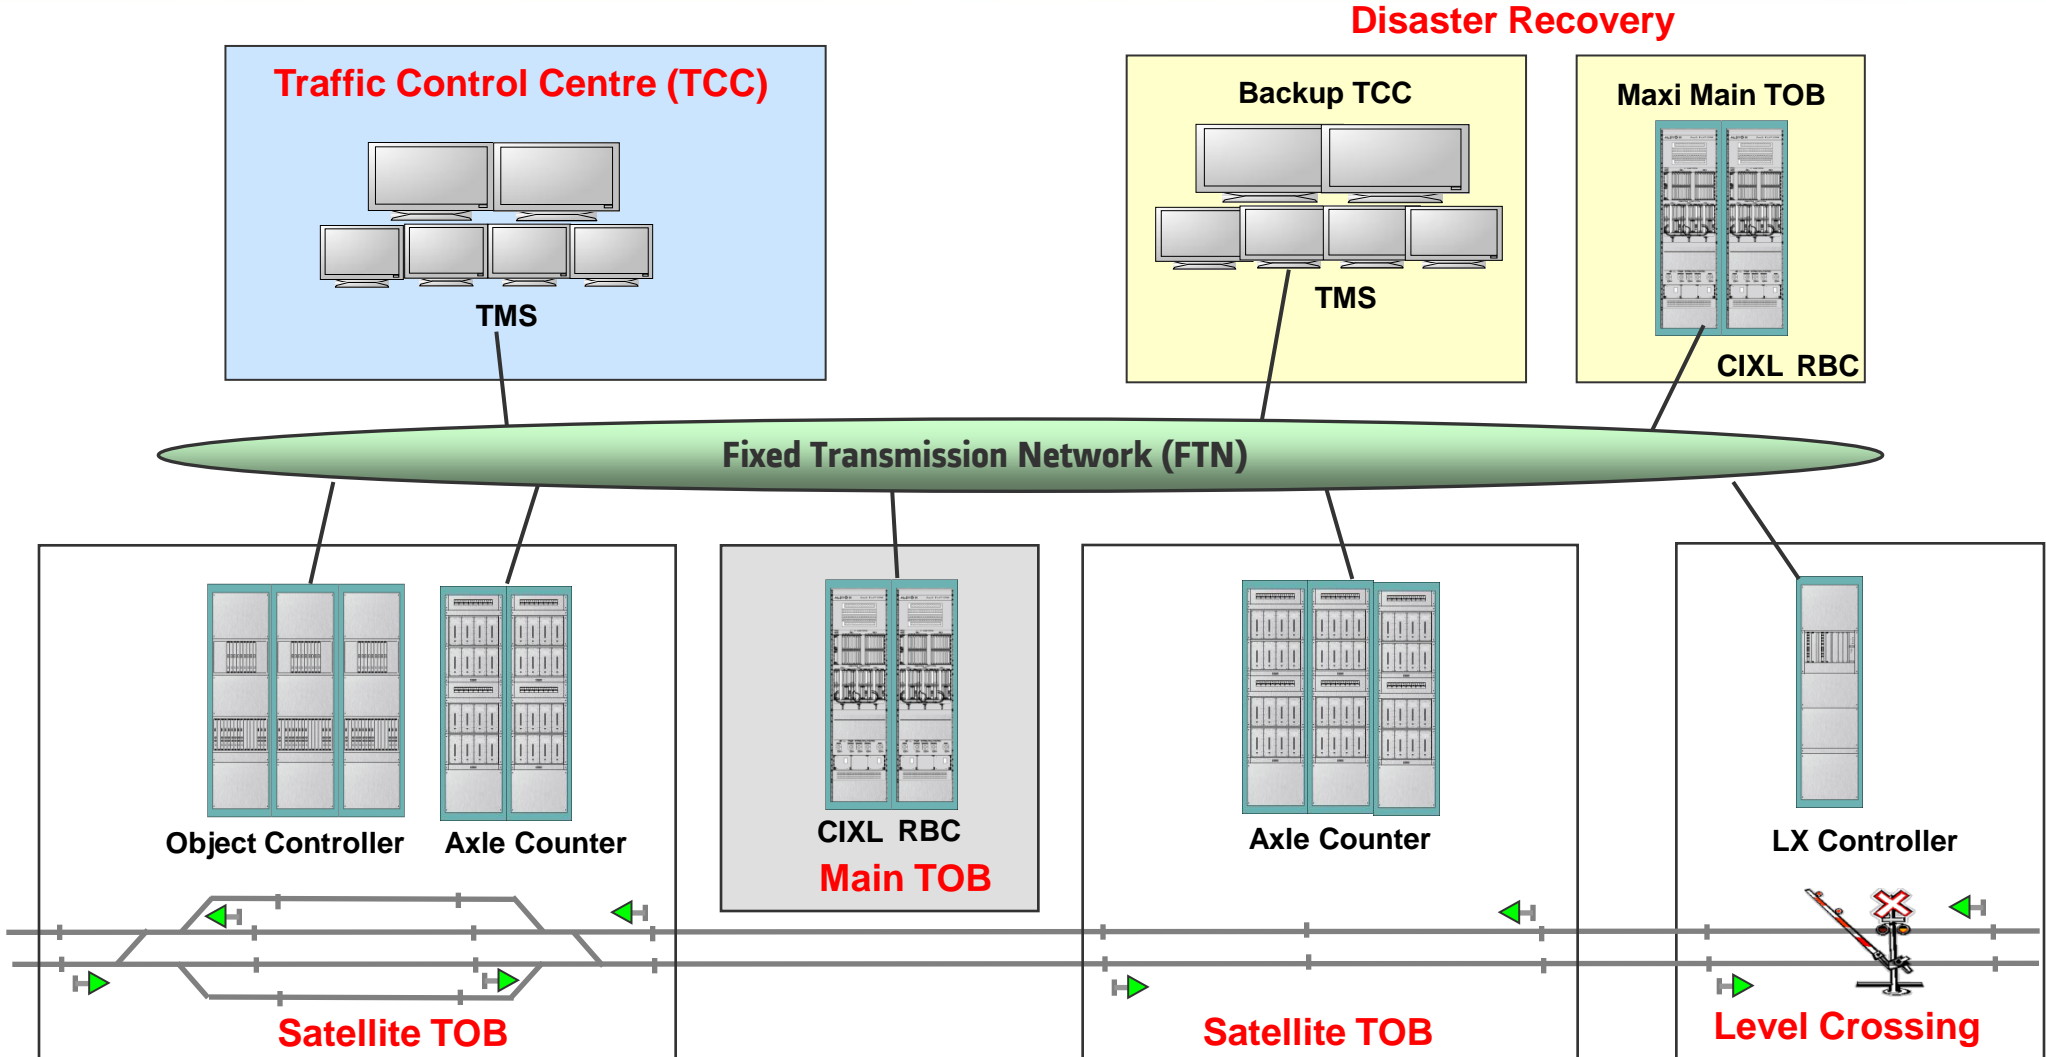 Disaster Recovery
Traffic Control Centre (TCC)
Backup TCC
Maxi Main TOB
TMS
TMS
CIXL RBC
Fixed Transmission Network (FTN)
Object Controller
Axle Counter
CIXL RBC
Main TOB
Axle Counter
LX Controller
Satellite TOB
Satellite TOB
Level Crossing